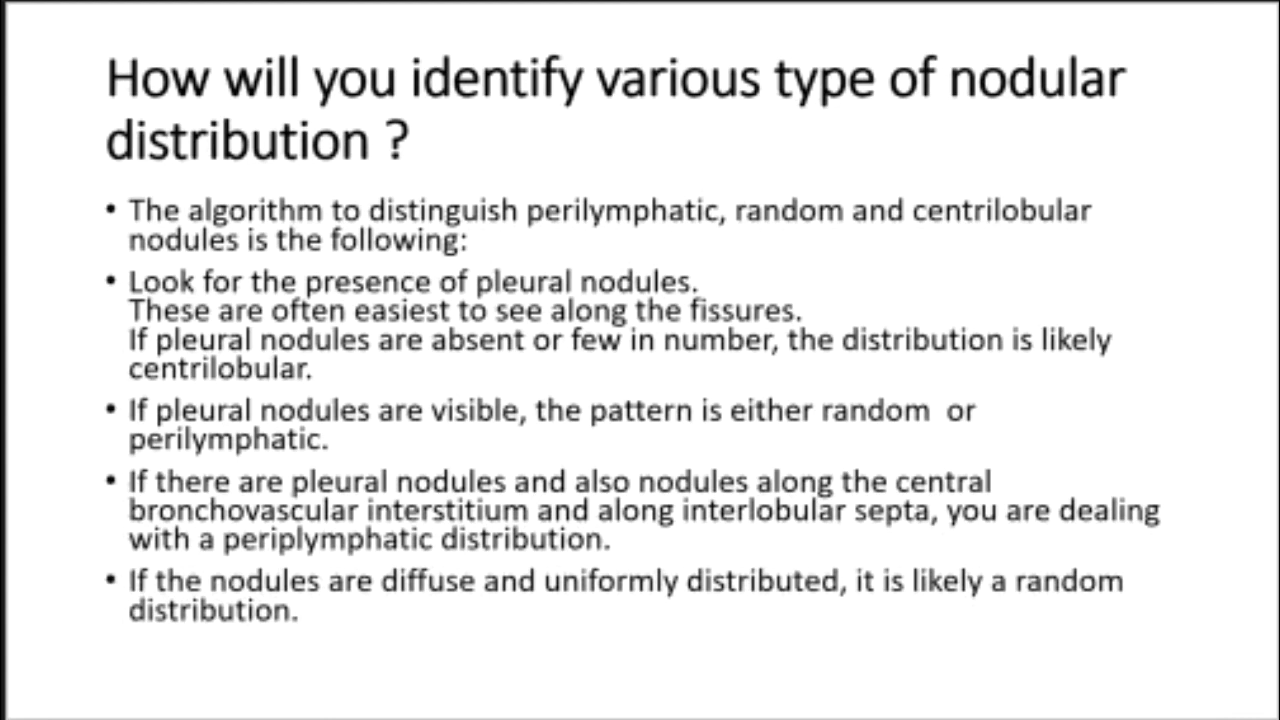 How will you identify various type of nodular
distribution ?
• The algorithm to distinguish perilymphatic, random and centrilobular
nodules is the following:
• Look for the presence of pleural nodules.
These are often easiest to see along the fissures.
If pleural nodules are absent or few in number, the distribution is likely
centrilobular.
• If pleural nodules are visible, the pattern is either random  or
perilymphatic.
• If there are pleural nodules and also nodules along the central
bronchovascular interstitium and along interlobular septa, you are dealing
with a periplymphatic distribution.
• If the nodules are diffuse and uniformly distributed, it is likely a random
distribution.